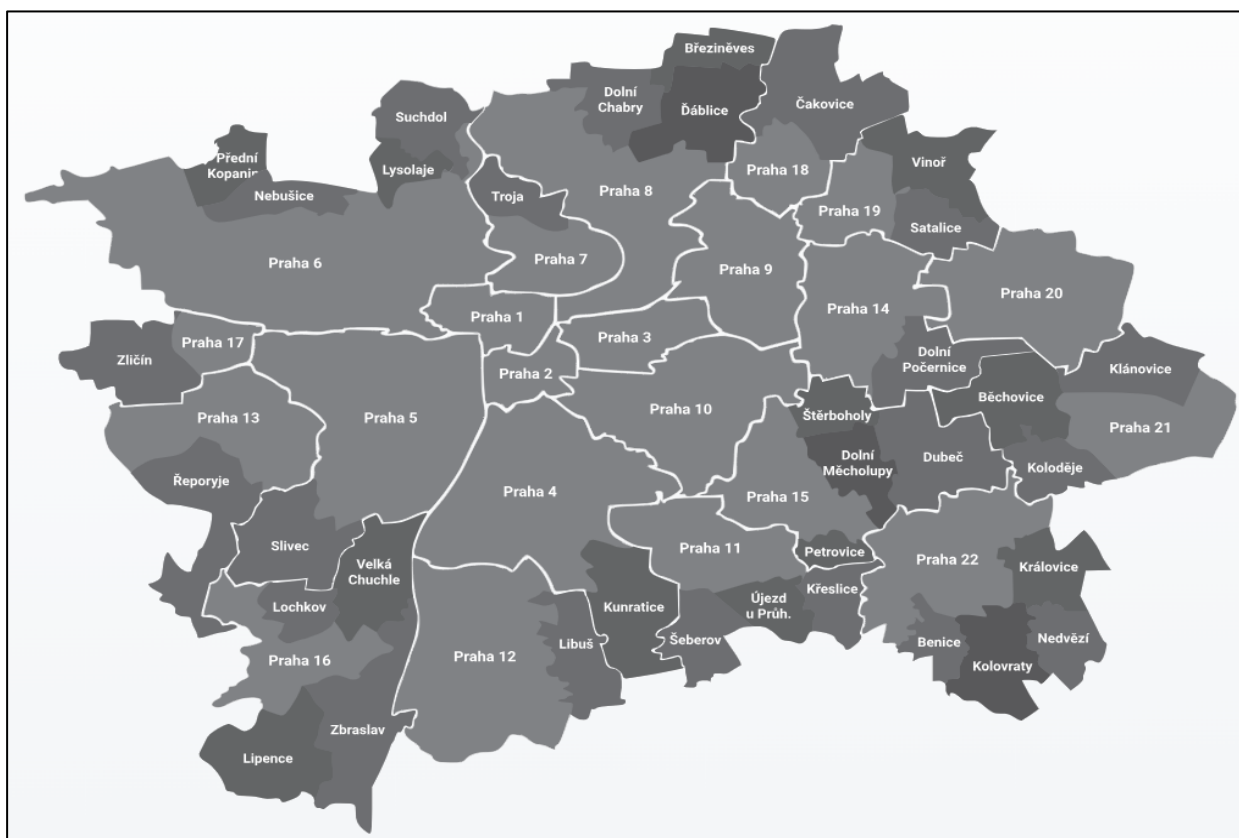 Březiněves
Dolní
Chabry
Ďáblice
Čakovice
Suchdol
Přední
Kopanin
Lysolaje
Nebušice
Vinoř
Praha 18
Praha 8
Troja
Praha 19
Satalice
Praha 6
Praha 7
Praha 9
Praha 20
Praha 14
Praha 1
Praha 3
Praha 17
Zličín
Praha 2
Dolní
Počernice
Klánovice
Běchovice
Praha 13
Praha 5
Praha 10
Štěrboholy
Praha 21
Dolní
Měcholupy
Dubeč
Koloděje
Řeporyje
Praha 4
Praha 15
Slivec
Velká
Chuchle
Praha 11
Petrovice
Praha 22
Královice
Lochkov
Kunratice
Újezd
u Průh.
Křeslice
Šeberov
Libuš
Benice
Nedvězí
Kolovraty
Praha 16
Praha 12
Zbraslav
Lipence